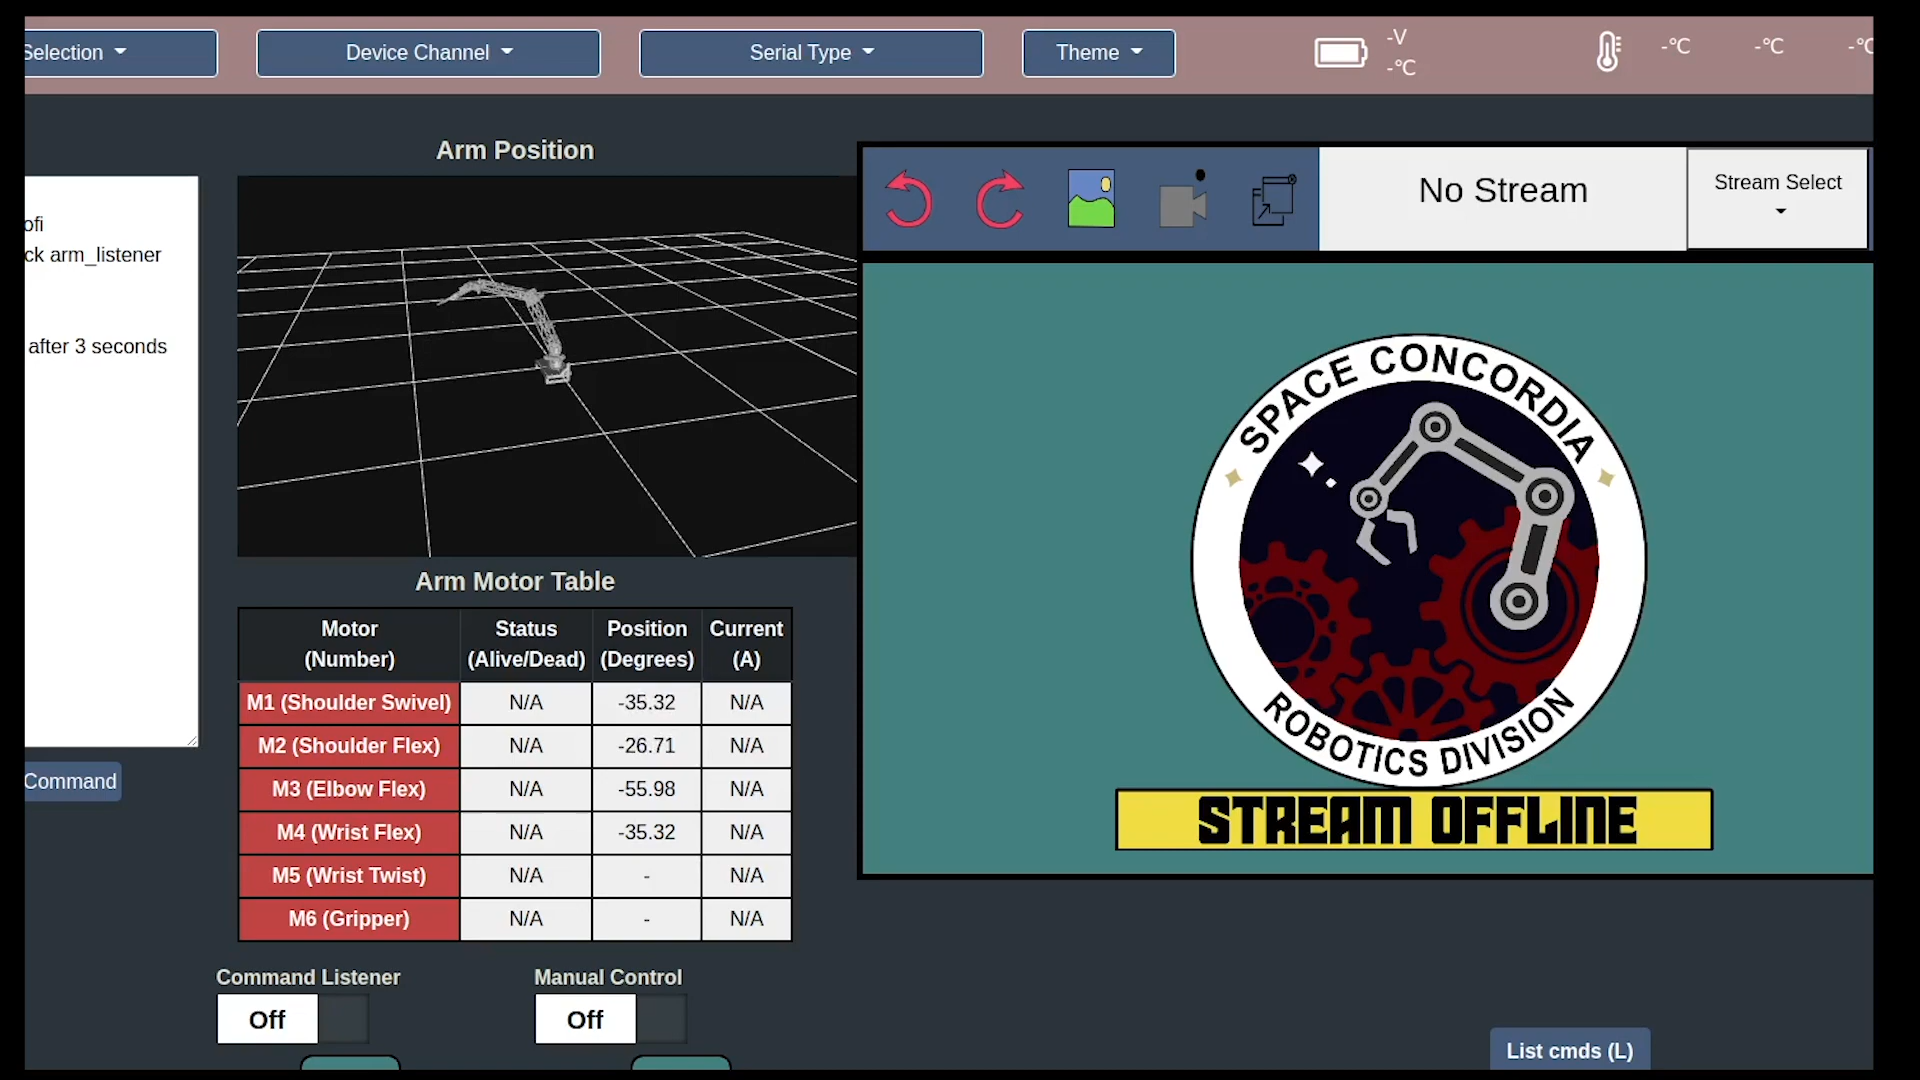 Selection
Device Channel
Serial Type
Theme
-V
-°C
-°C
-°C
-°C
ofi
ck arm_listener
after 3 seconds
Command
Arm Position
Arm Motor Table
Motor (Number) Status (Alive/Dead) Position (Degrees) Current (A)
M1 (Shoulder Swivel) N/A -35.32 N/A
M2 (Shoulder Flex) N/A -26.71 N/A
M3 (Elbow Flex) N/A -55.98 N/A
M4 (Wrist Flex) N/A -35.32 N/A
M5 (Wrist Twist) N/A - N/A
M6 (Gripper) N/A - N/A
Command Listener
Off
Manual Control
Off
No Stream
Stream Select
SPACE CONCORDIA
ROBOTICS DIVISION
STREAM OFFLINE
List cmds (L)